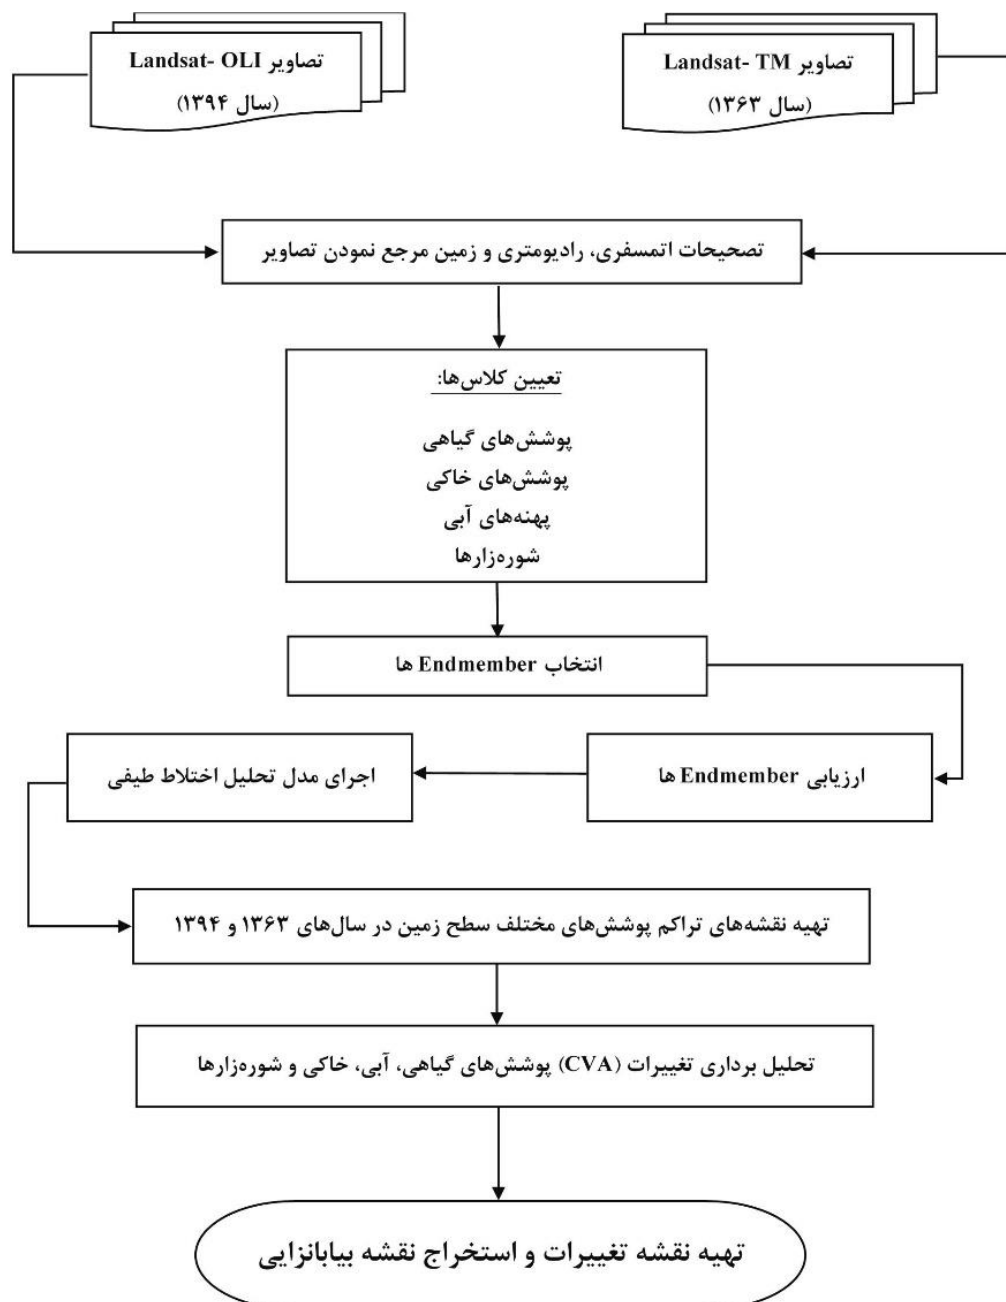 تصاویر Landsat- TM
(سال ۱۳۶۳)
تصاویر Landsat- OLI
(سال ۱۳۹۴)
تصحیحات اتمسفری، رادیومتری و زمین مرجع نمودن تصاویر
تعیین کلاس‌ها:
پوشش‌های گیاهی
پوشش‌های خاکی
پهنه‌های آبی
شوره‌زارها
انتخاب Endmember ها
ارزیابی Endmember ها
اجرای مدل تحلیل اختلاط طیفی
تهیه نقشه‌های تراکم پوشش‌های مختلف سطح زمین در سال‌های ۱۳۶۳ و ۱۳۹۴
تحلیل برداری تغییرات (CVA) پوشش‌های گیاهی، آبی، خاکی و شوره‌زارها
تهیه نقشه تغییرات و استخراج نقشه بیابانزایی